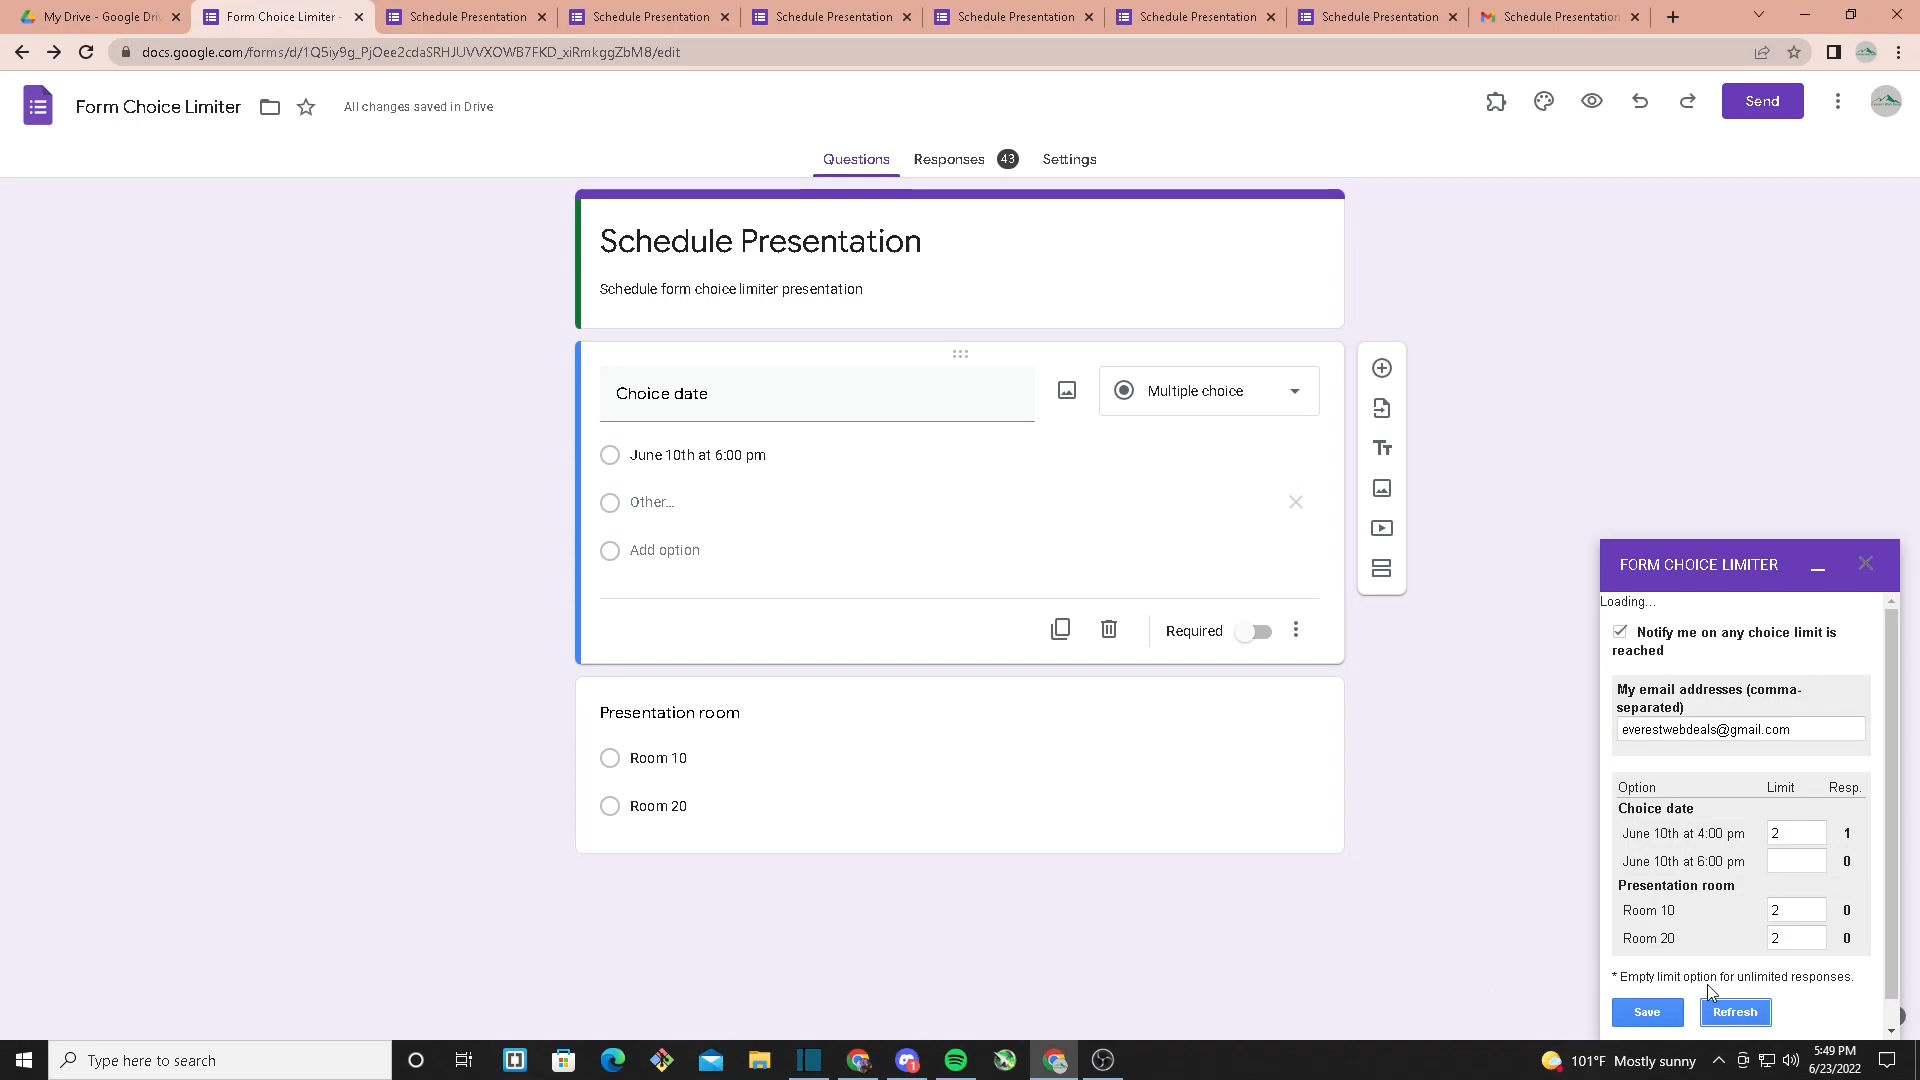 My Drive - Google Dri
Form Choice Limiter -
Schedule Presentation
Schedule Presentation
Schedule Presentation
Schedule Presentation
Schedule Presentation
Schedule Presentation
Schedule Presentation
docs.google.com/forms/d/1Q5iy9g_PjOee2cdaSRHJUVVXOWB7FKD_xiRmkggZbM8/edit
Form Choice Limiter
All changes saved in Drive
Send
Questions
Responses 43
Settings
Schedule Presentation
Schedule form choice limiter presentation
Choice date
Multiple choice
June 10th at 6:00 pm
Other...
Add option
Required
Presentation room
Room 10
Room 20
FORM CHOICE LIMITER
Loading...
Notify me on any choice limit is
reached
My email addresses (comma-
separated)
everestwebdeals@gmail.com
Option Limit Resp.
Choice date
June 10th at 4:00 pm 2 1
June 10th at 6:00 pm 0
Presentation room
Room 10 2 0
Room 20 2 0
* Empty limit option for unlimited responses.
Save Refresh
Type here to search
1
101°F Mostly sunny
5:49 PM
6/23/2022